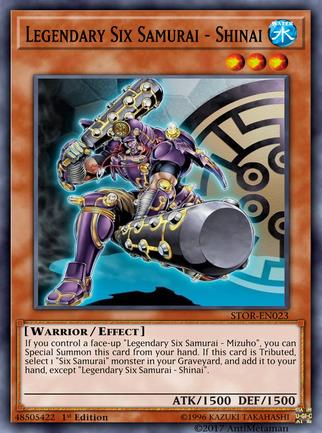 Legendary Six Samurai - Shinai
WATER
STOR-EN023
[Warrior / Effect]
If you control a face-up "Legendary Six Samurai - Mizuho", you can
Special Summon this card from your hand. If this card is Tributed,
select 1 "Six Samurai" monster in your Graveyard, and add it to your
hand, except "Legendary Six Samurai - Shinai".
ATK/1500 DEF/1500
48505422 1st Edition
©1996 KAZUKI TAKAHASHI
©2017 AntiMetaman